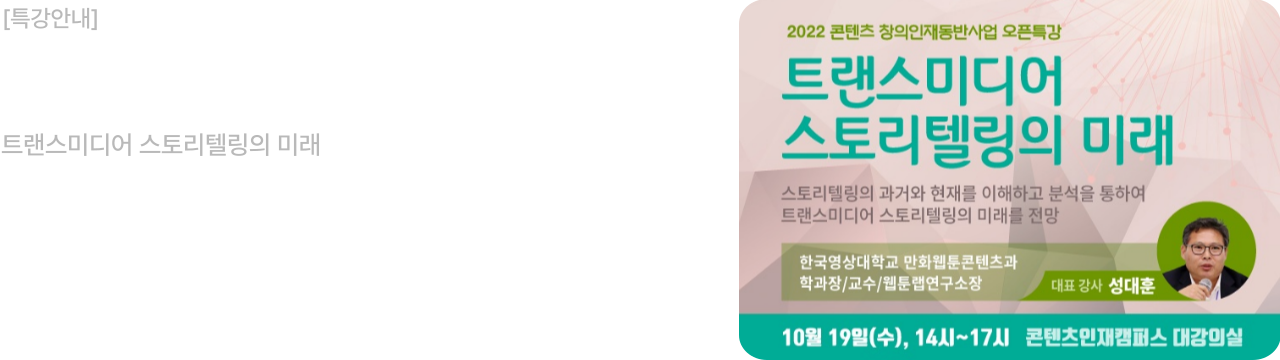 [특강안내]
트랜스미디어 스토리텔링의 미래
2022 콘텐츠 창의인재동반사업 오픈특강
트랜스미디어
스토리텔링의 미래
스토리텔링의 과거와 현재를 이해하고 분석을 통하여
트랜스미디어 스토리텔링의 미래를 전망
한국영상대학교 만화웹툰콘텐츠과
학과장/교수/웹툰랩연구소장
대표 강사 성대훈
10월 19일(수), 14시~17시 콘텐츠인재캠퍼스 대강의실